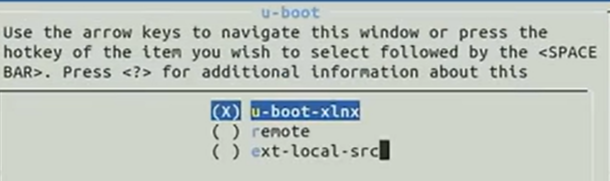 u-boot
Use the arrow keys to navigate this window or press the
hotkey of the item you wish to select followed by the <SPACE
BAR>. Press <?> for additional information about this
(X) u-boot-xlnx
( ) remote
( ) ext-local-src